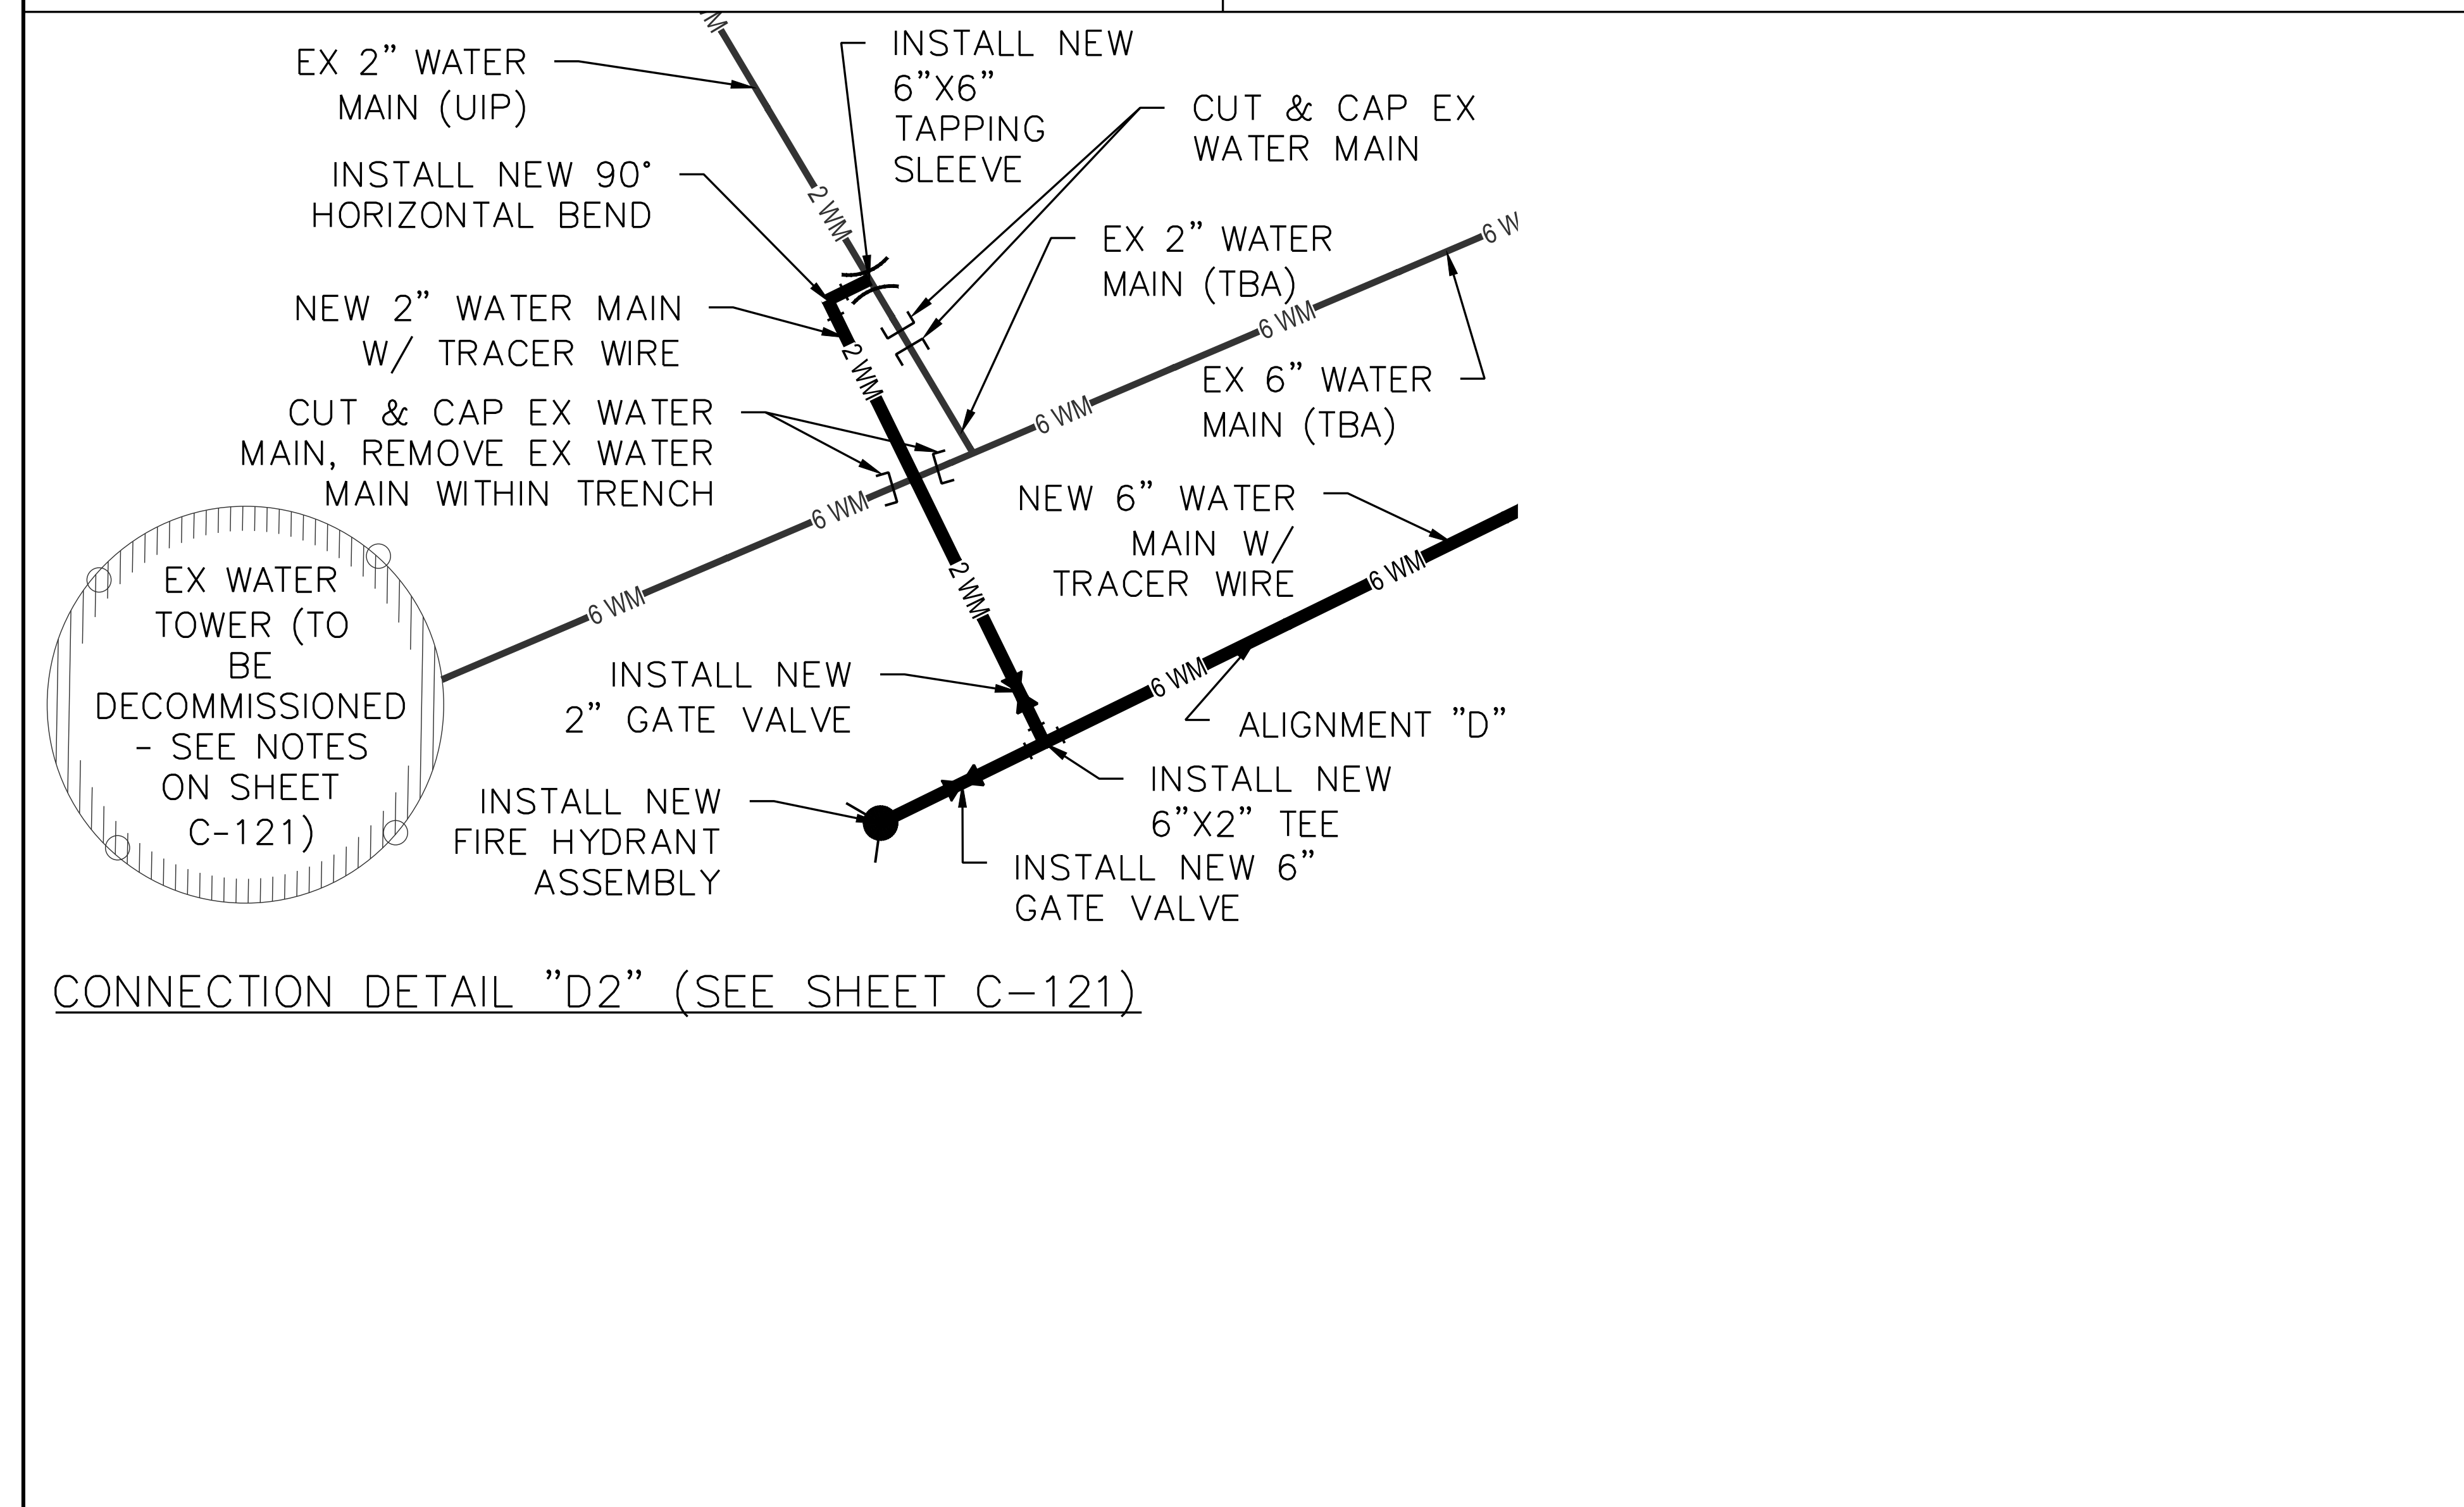 EX 2” WATER
MAIN (UIP)
INSTALL NEW
6”X6”
TAPPING
SLEEVE
CUT & CAP EX
WATER MAIN
INSTALL NEW 90°
HORIZONTAL BEND
EX 2” WATER
MAIN (TBA)
NEW 2” WATER MAIN
W/ TRACER WIRE
EX 6” WATER
MAIN (TBA)
CUT & CAP EX WATER
MAIN, REMOVE EX WATER
MAIN WITHIN TRENCH
NEW 6” WATER
MAIN W/
TRACER WIRE
EX WATER
TOWER (TO
BE
DECOMMISSIONED
- SEE NOTES
ON SHEET
C-121)
INSTALL NEW
2” GATE VALVE
ALIGNMENT ”D”
INSTALL NEW
6”X2” TEE
INSTALL NEW
FIRE HYDRANT
ASSEMBLY
INSTALL NEW 6”
GATE VALVE
M
2 WM
2 WM
2 WM
6 W
6 WM
6 WM
6 WM
6 WM
6 WM
6 WM
CONNECTION DETAIL ”D2” (SEE SHEET C-121)